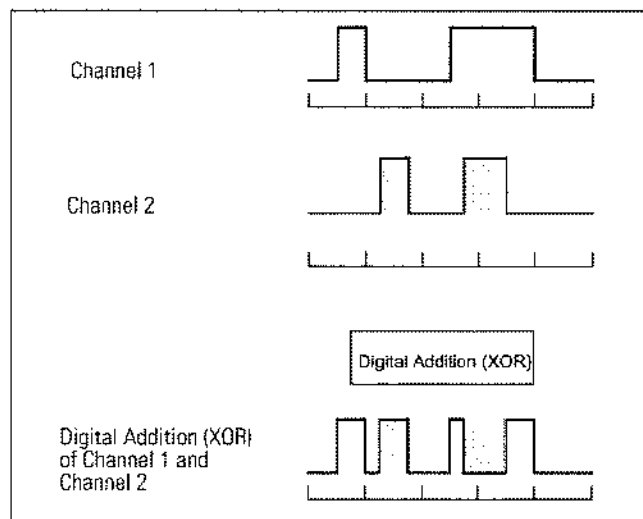 Channel 1
Channel 2
Digital Addition (XOR)
Digital Addition (XOR)
of Channel 1 and
Channel 2